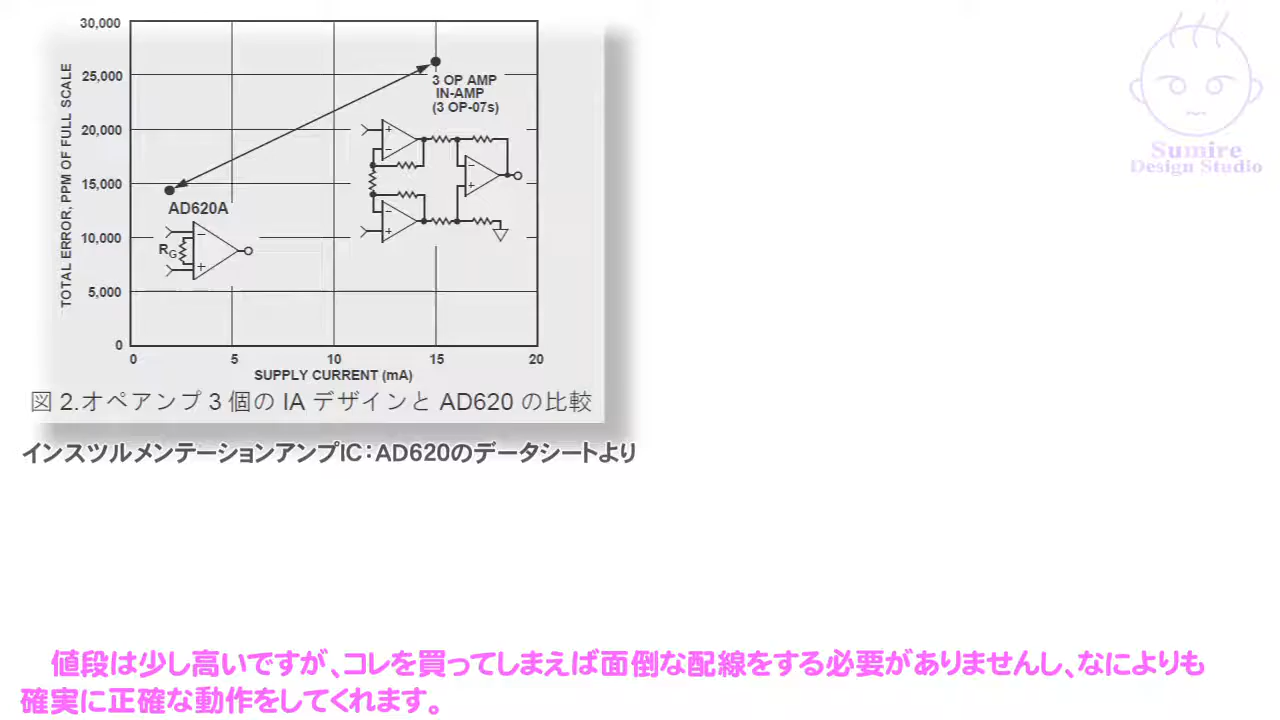 30,000
25,000
20,000
15,000
10,000
5,000
0
TOTAL ERROR, PPM OF FULL SCALE
3 OP AMP
IN-AMP
(3 OP-07s)
AD620A
RG
0 5 10 15 20
SUPPLY CURRENT (mA)
図 2.オペアンプ 3 個の IA デザインと AD620 の比較
インスツルメンテーションアンプIC：AD620のデータシートより
Sumire
Design Studio
値段は少し高いですが、コレを買ってしまえば面倒な配線をする必要がありませんし、なによりも
確実に正確な動作をしてくれます。